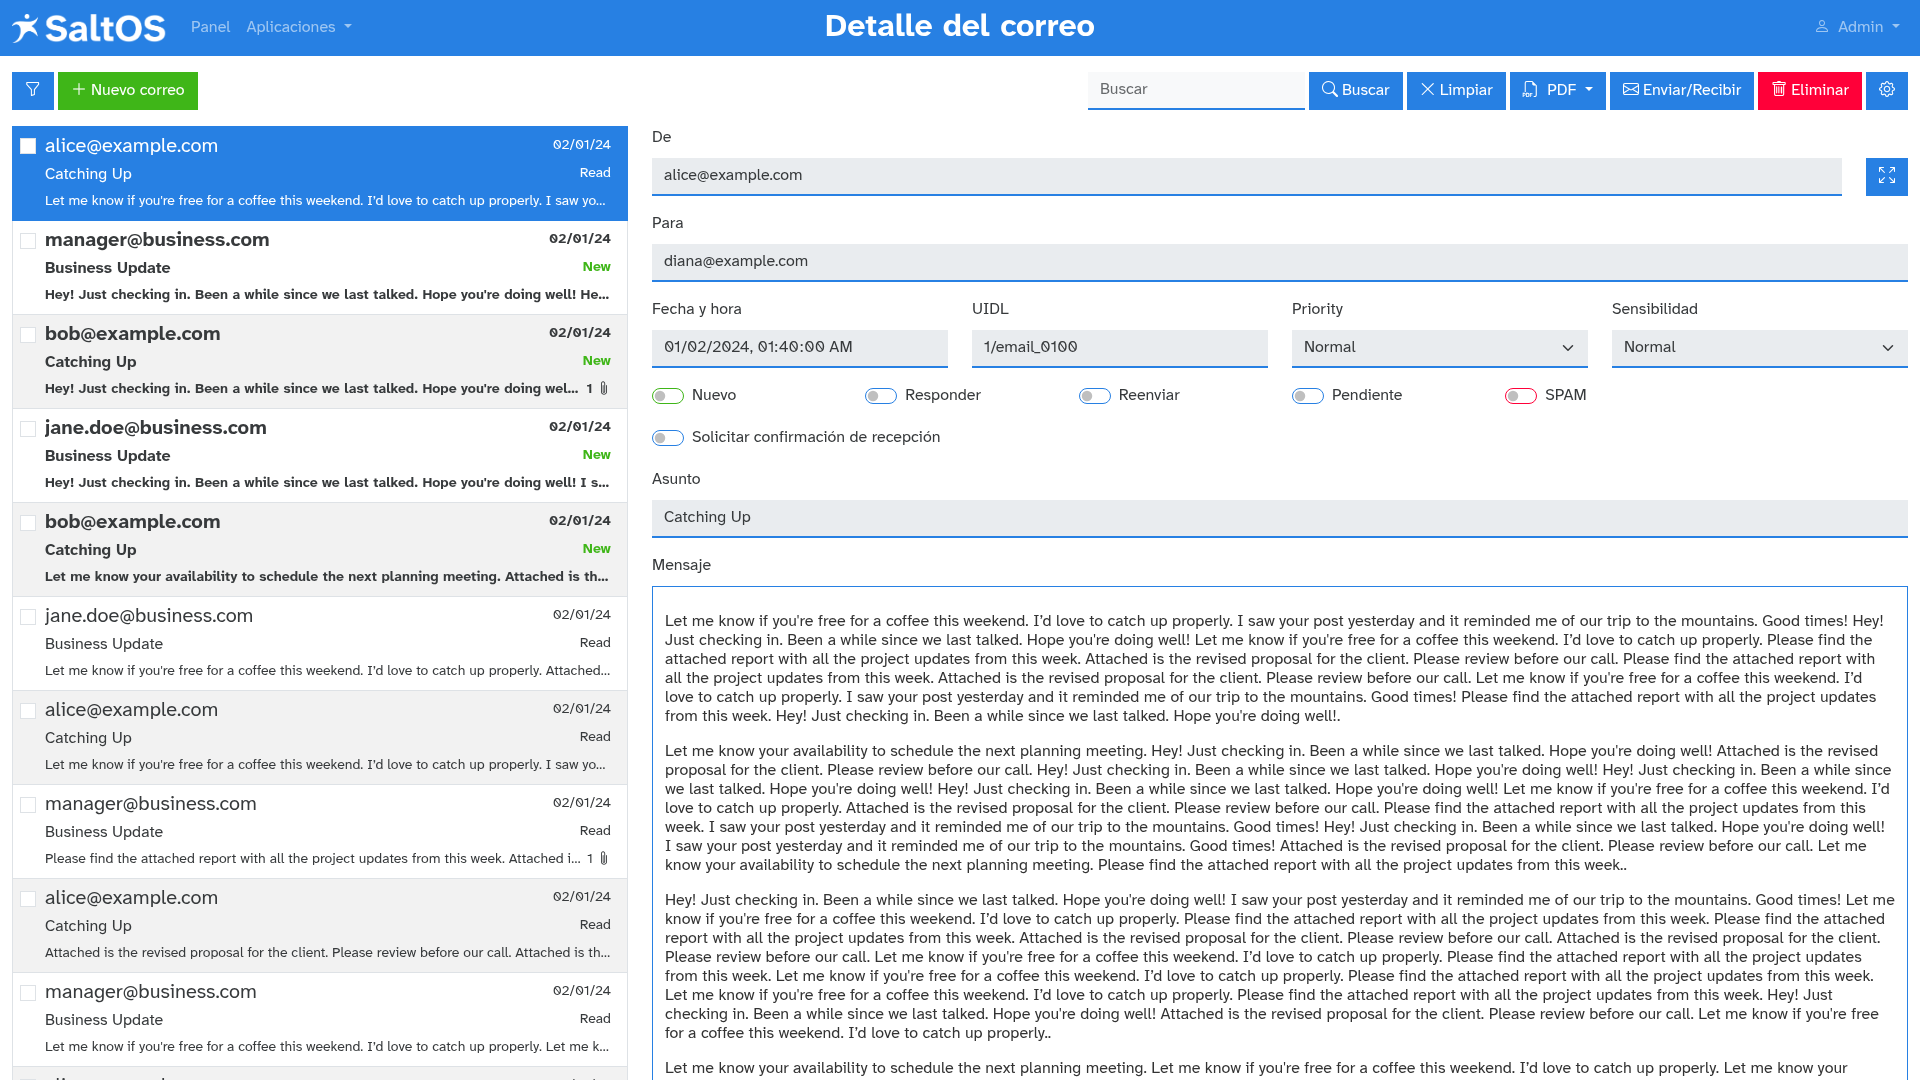 SaltOS
Panel
Aplicaciones
Detalle del correo
Admin
Nuevo correo
Buscar
Buscar
Limpiar
PDF
Enviar/Recibir
Eliminar
alice@example.com 02/01/24
Catching Up Read
Let me know if you're free for a coffee this weekend. I'd love to catch up properly. I saw yo...
manager@business.com 02/01/24
Business Update New
Hey! Just checking in. Been a while since we last talked. Hope you're doing well! He...
bob@example.com 02/01/24
Catching Up New
Hey! Just checking in. Been a while since we last talked. Hope you're doing wel... 1
jane.doe@business.com 02/01/24
Business Update New
Hey! Just checking in. Been a while since we last talked. Hope you're doing well! I s...
bob@example.com 02/01/24
Catching Up New
Let me know your availability to schedule the next planning meeting. Attached is th...
jane.doe@business.com 02/01/24
Business Update Read
Let me know if you're free for a coffee this weekend. I'd love to catch up properly. Attached...
alice@example.com 02/01/24
Catching Up Read
Let me know if you're free for a coffee this weekend. I'd love to catch up properly. I saw yo...
manager@business.com 02/01/24
Business Update Read
Please find the attached report with all the project updates from this week. Attached i... 1
alice@example.com 02/01/24
Catching Up Read
Attached is the revised proposal for the client. Please review before our call. Attached is th...
manager@business.com 02/01/24
Business Update Read
Let me know if you're free for a coffee this weekend. I'd love to catch up properly. Let me k...
De
alice@example.com
Para
diana@example.com
Fecha y hora UIDL Priority Sensibilidad
01/02/2024, 01:40:00 AM 1/email_0100 Normal Normal
Nuevo Responder Reenviar Pendiente SPAM
Solicitar confirmación de recepción
Asunto
Catching Up
Mensaje
Let me know if you're free for a coffee this weekend. I'd love to catch up properly. I saw your post yesterday and it reminded me of our trip to the mountains. Good times! Hey!
Just checking in. Been a while since we last talked. Hope you're doing well! Let me know if you're free for a coffee this weekend. I'd love to catch up properly. Please find the
attached report with all the project updates from this week. Attached is the revised proposal for the client. Please review before our call. Please find the attached report with
all the project updates from this week. Attached is the revised proposal for the client. Please review before our call. Let me know if you're free for a coffee this weekend. I'd
love to catch up properly. I saw your post yesterday and it reminded me of our trip to the mountains. Good times! Please find the attached report with all the project updates
from this week. Hey! Just checking in. Been a while since we last talked. Hope you're doing well!.
Let me know your availability to schedule the next planning meeting. Hey! Just checking in. Been a while since we last talked. Hope you're doing well! Attached is the revised
proposal for the client. Please review before our call. Hey! Just checking in. Been a while since we last talked. Hope you're doing well! Hey! Just checking in. Been a while since
we last talked. Hope you're doing well! Hey! Just checking in. Been a while since we last talked. Hope you're doing well! Let me know if you're free for a coffee this weekend. I'd
love to catch up properly. Attached is the revised proposal for the client. Please review before our call. Please find the attached report with all the project updates from this
week. I saw your post yesterday and it reminded me of our trip to the mountains. Good times! Hey! Just checking in. Been a while since we last talked. Hope you're doing well!
I saw your post yesterday and it reminded me of our trip to the mountains. Good times! Attached is the revised proposal for the client. Please review before our call. Let me
know your availability to schedule the next planning meeting. Please find the attached report with all the project updates from this week..
Hey! Just checking in. Been a while since we last talked. Hope you're doing well! I saw your post yesterday and it reminded me of our trip to the mountains. Good times! Let me
know if you're free for a coffee this weekend. I'd love to catch up properly. Please find the attached report with all the project updates from this week. Please find the attached
report with all the project updates from this week. Attached is the revised proposal for the client. Please review before our call. Attached is the revised proposal for the client.
Please review before our call. Let me know if you're free for a coffee this weekend. I'd love to catch up properly. Please find the attached report with all the project updates
from this week. Let me know if you're free for a coffee this weekend. I'd love to catch up properly. Please find the attached report with all the project updates from this week.
Let me know if you're free for a coffee this weekend. I'd love to catch up properly. Please find the attached report with all the project updates from this week. Hey! Just
checking in. Been a while since we last talked. Hope you're doing well! Attached is the revised proposal for the client. Please review before our call. Let me know if you're free
for a coffee this weekend. I'd love to catch up properly..
Let me know your availability to schedule the next planning meeting. Let me know if you're free for a coffee this weekend. I'd love to catch up properly. Let me know your